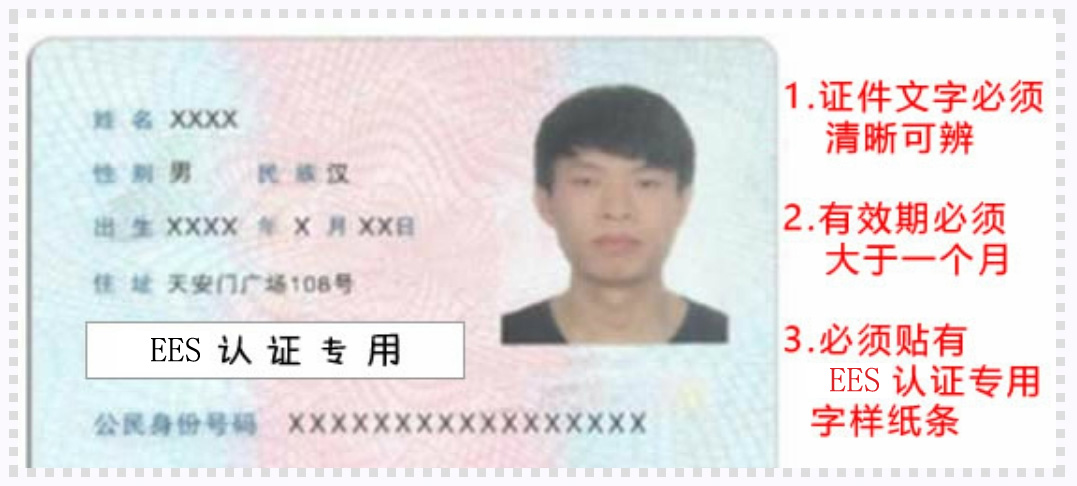 姓 名 XXXX
性 别 男 民 族 汉
出 生 XXXX 年 X 月 XX日
住 址 天安门广场108号
EES 认 证 专 用
公民身份号码 XXXXXXXXXXXXXXXXXX
1.证件文字必须
清晰可辨
2.有效期必须
大于一个月
3.必须贴有
EES 认证专用
字样纸条